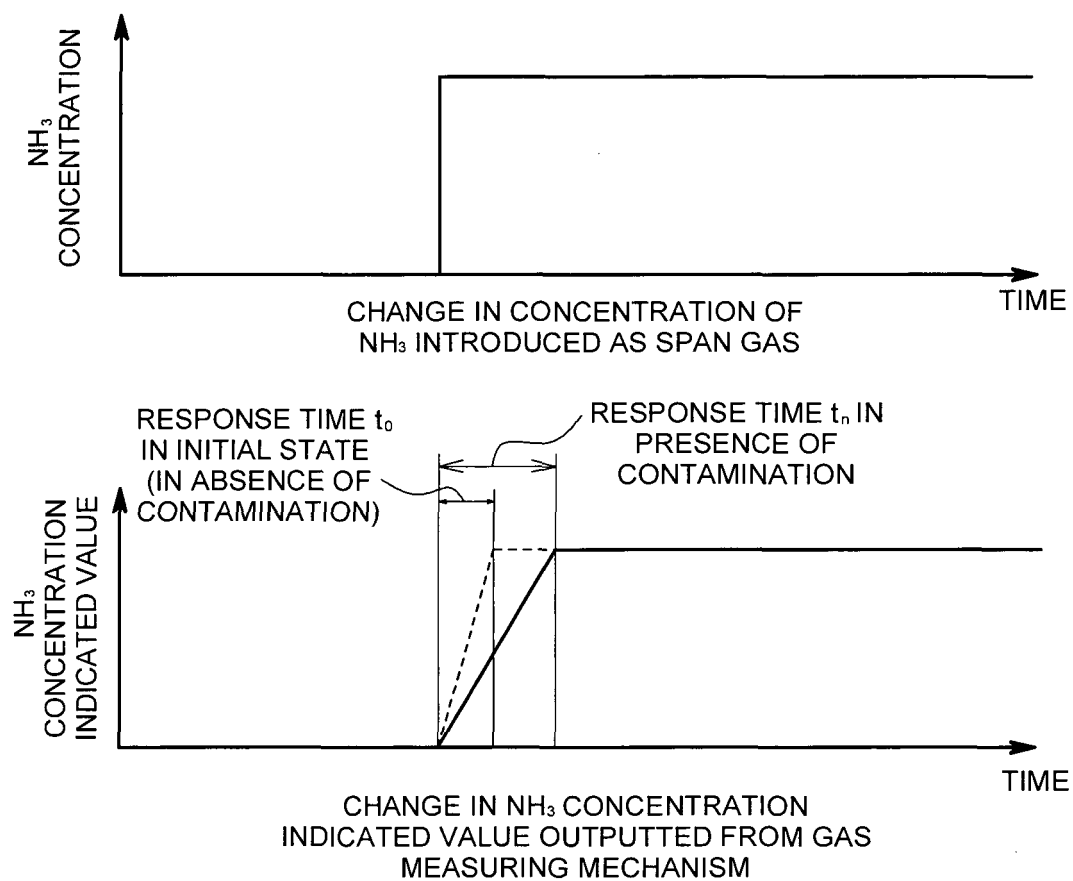 NH₃
CONCENTRATION
TIME
CHANGE IN CONCENTRATION OF
NH₃ INTRODUCED AS SPAN GAS
RESPONSE TIME t₀
IN INITIAL STATE
(IN ABSENCE OF
CONTAMINATION)
RESPONSE TIME tₙ IN
PRESENCE OF
CONTAMINATION
NH₃
CONCENTRATION
INDICATED VALUE
TIME
CHANGE IN NH₃ CONCENTRATION
INDICATED VALUE OUTPUTTED FROM GAS
MEASURING MECHANISM